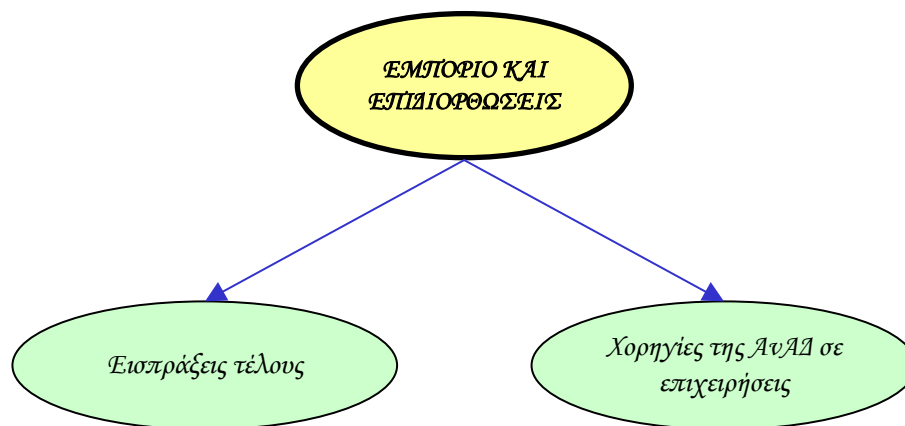 ΕΜΠΟΡΙΟ ΚΑΙ
ΕΠΙΔΙΟΡΘΩΣΕΙΣ
Εισπράξεις τέλους
Χορηγίες της ΑνΑΔ σε
επιχειρήσεις